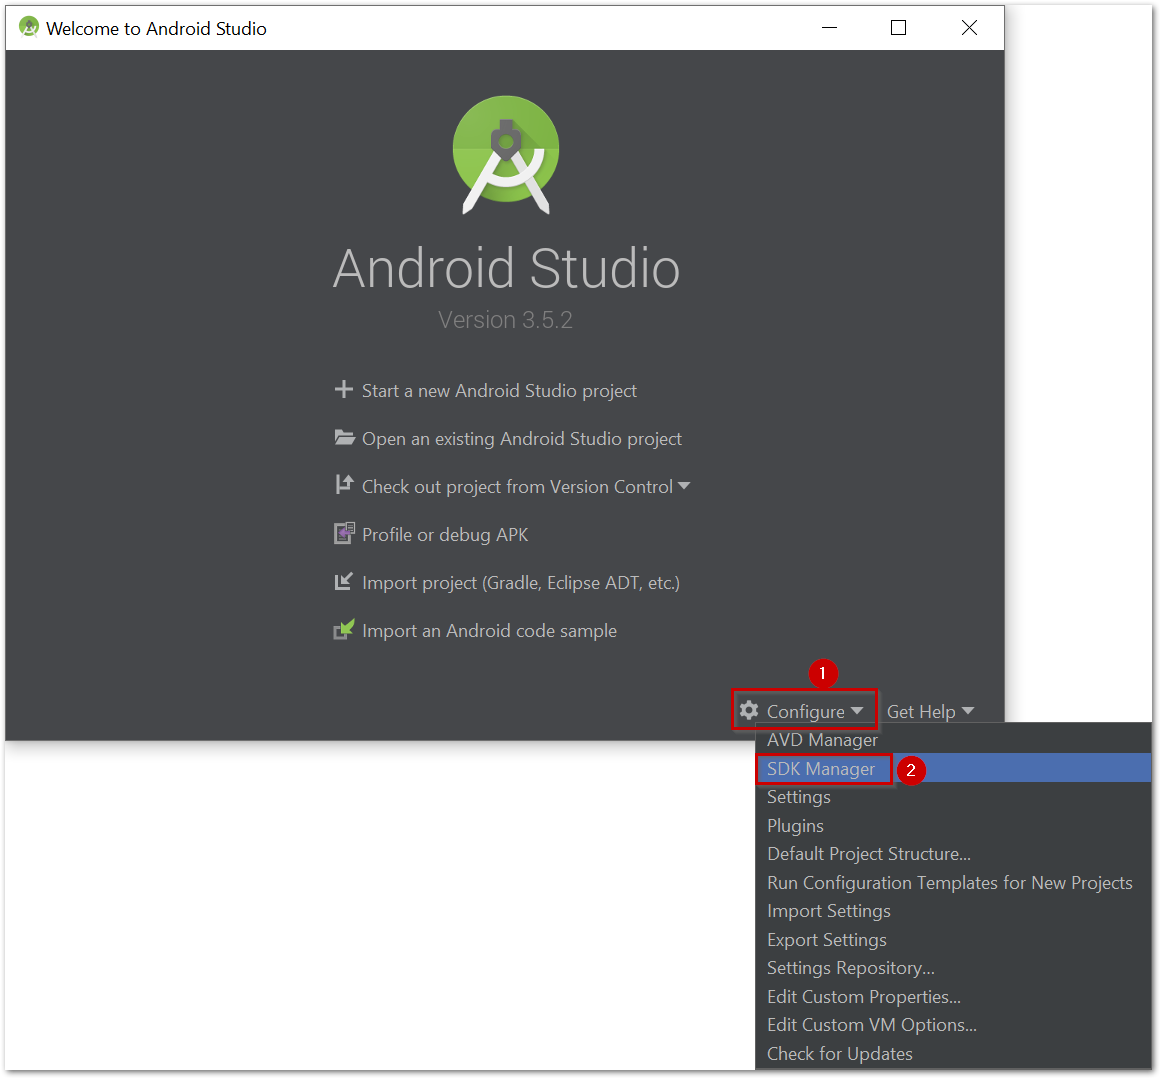 Welcome to Android Studio
Android Studio
Version 3.5.2
Start a new Android Studio project
Open an existing Android Studio project
Check out project from Version Control
Profile or debug APK
Import project (Gradle, Eclipse ADT, etc.)
Import an Android code sample
1
Configure Get Help
AVD Manager
SDK Manager 2
Settings
Plugins
Default Project Structure...
Run Configuration Templates for New Projects
Import Settings
Export Settings
Settings Repository...
Edit Custom Properties...
Edit Custom VM Options...
Check for Updates